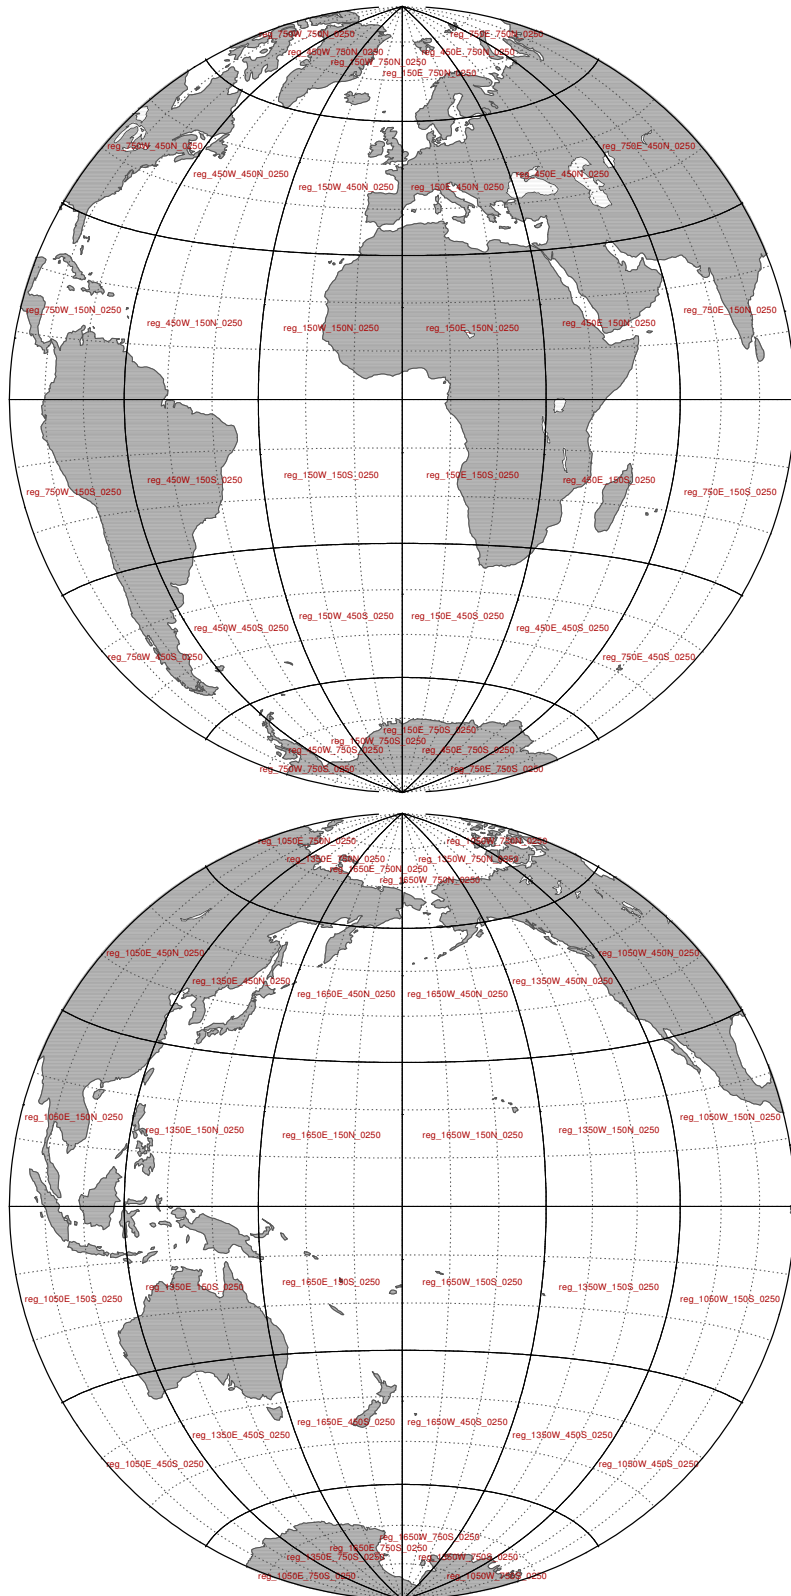 reg_750W_750N_0250
reg_750E_750N_0250
reg_450W_750N_0250
reg_450E_750N_0250
reg_150W_750N_0250
reg_150E_750N_0250
reg_750W_450N_0250
reg_750E_450N_0250
reg_450W_450N_0250
reg_450E_450N_0250
reg_150W_450N_0250
reg_150E_450N_0250
reg_750W_150N_0250
reg_750E_150N_0250
reg_450W_150N_0250
reg_450E_150N_0250
reg_150W_150N_0250
reg_150E_150N_0250
reg_150W_150S_0250
reg_150E_150S_0250
reg_450W_150S_0250
reg_450E_150S_0250
reg_750W_150S_0250
reg_750E_150S_0250
reg_150W_450S_0250
reg_150E_450S_0250
reg_450W_450S_0250
reg_450E_450S_0250
reg_750W_450S_0250
reg_750E_450S_0250
reg_150E_750S_0250
reg_150W_750S_0250
reg_450W_750S_0250
reg_450E_750S_0250
reg_750W_750S_0250
reg_750E_750S_0250
reg_1050E_750N_0250
reg_1050W_750N_0250
reg_1350E_750N_0250
reg_1350W_750N_0250
reg_1650E_750N_0250
reg_1650W_750N_0250
reg_1050E_450N_0250
reg_1050W_450N_0250
reg_1350E_450N_0250
reg_1350W_450N_0250
reg_1650E_450N_0250
reg_1650W_450N_0250
reg_1050E_150N_0250
reg_1050W_150N_0250
reg_1350E_150N_0250
reg_1350W_150N_0250
reg_1650E_150N_0250
reg_1650W_150N_0250
reg_1650E_150S_0250
reg_1650W_150S_0250
reg_1350E_150S_0250
reg_1350W_150S_0250
reg_1050E_150S_0250
reg_1050W_150S_0250
reg_1650E_450S_0250
reg_1650W_450S_0250
reg_1350E_450S_0250
reg_1350W_450S_0250
reg_1050E_450S_0250
reg_1050W_450S_0250
reg_1650W_750S_0250
reg_1650E_750S_0250
reg_1350E_750S_0250
reg_1350W_750S_0250
reg_1050E_750S_0250
reg_1050W_750S_0250